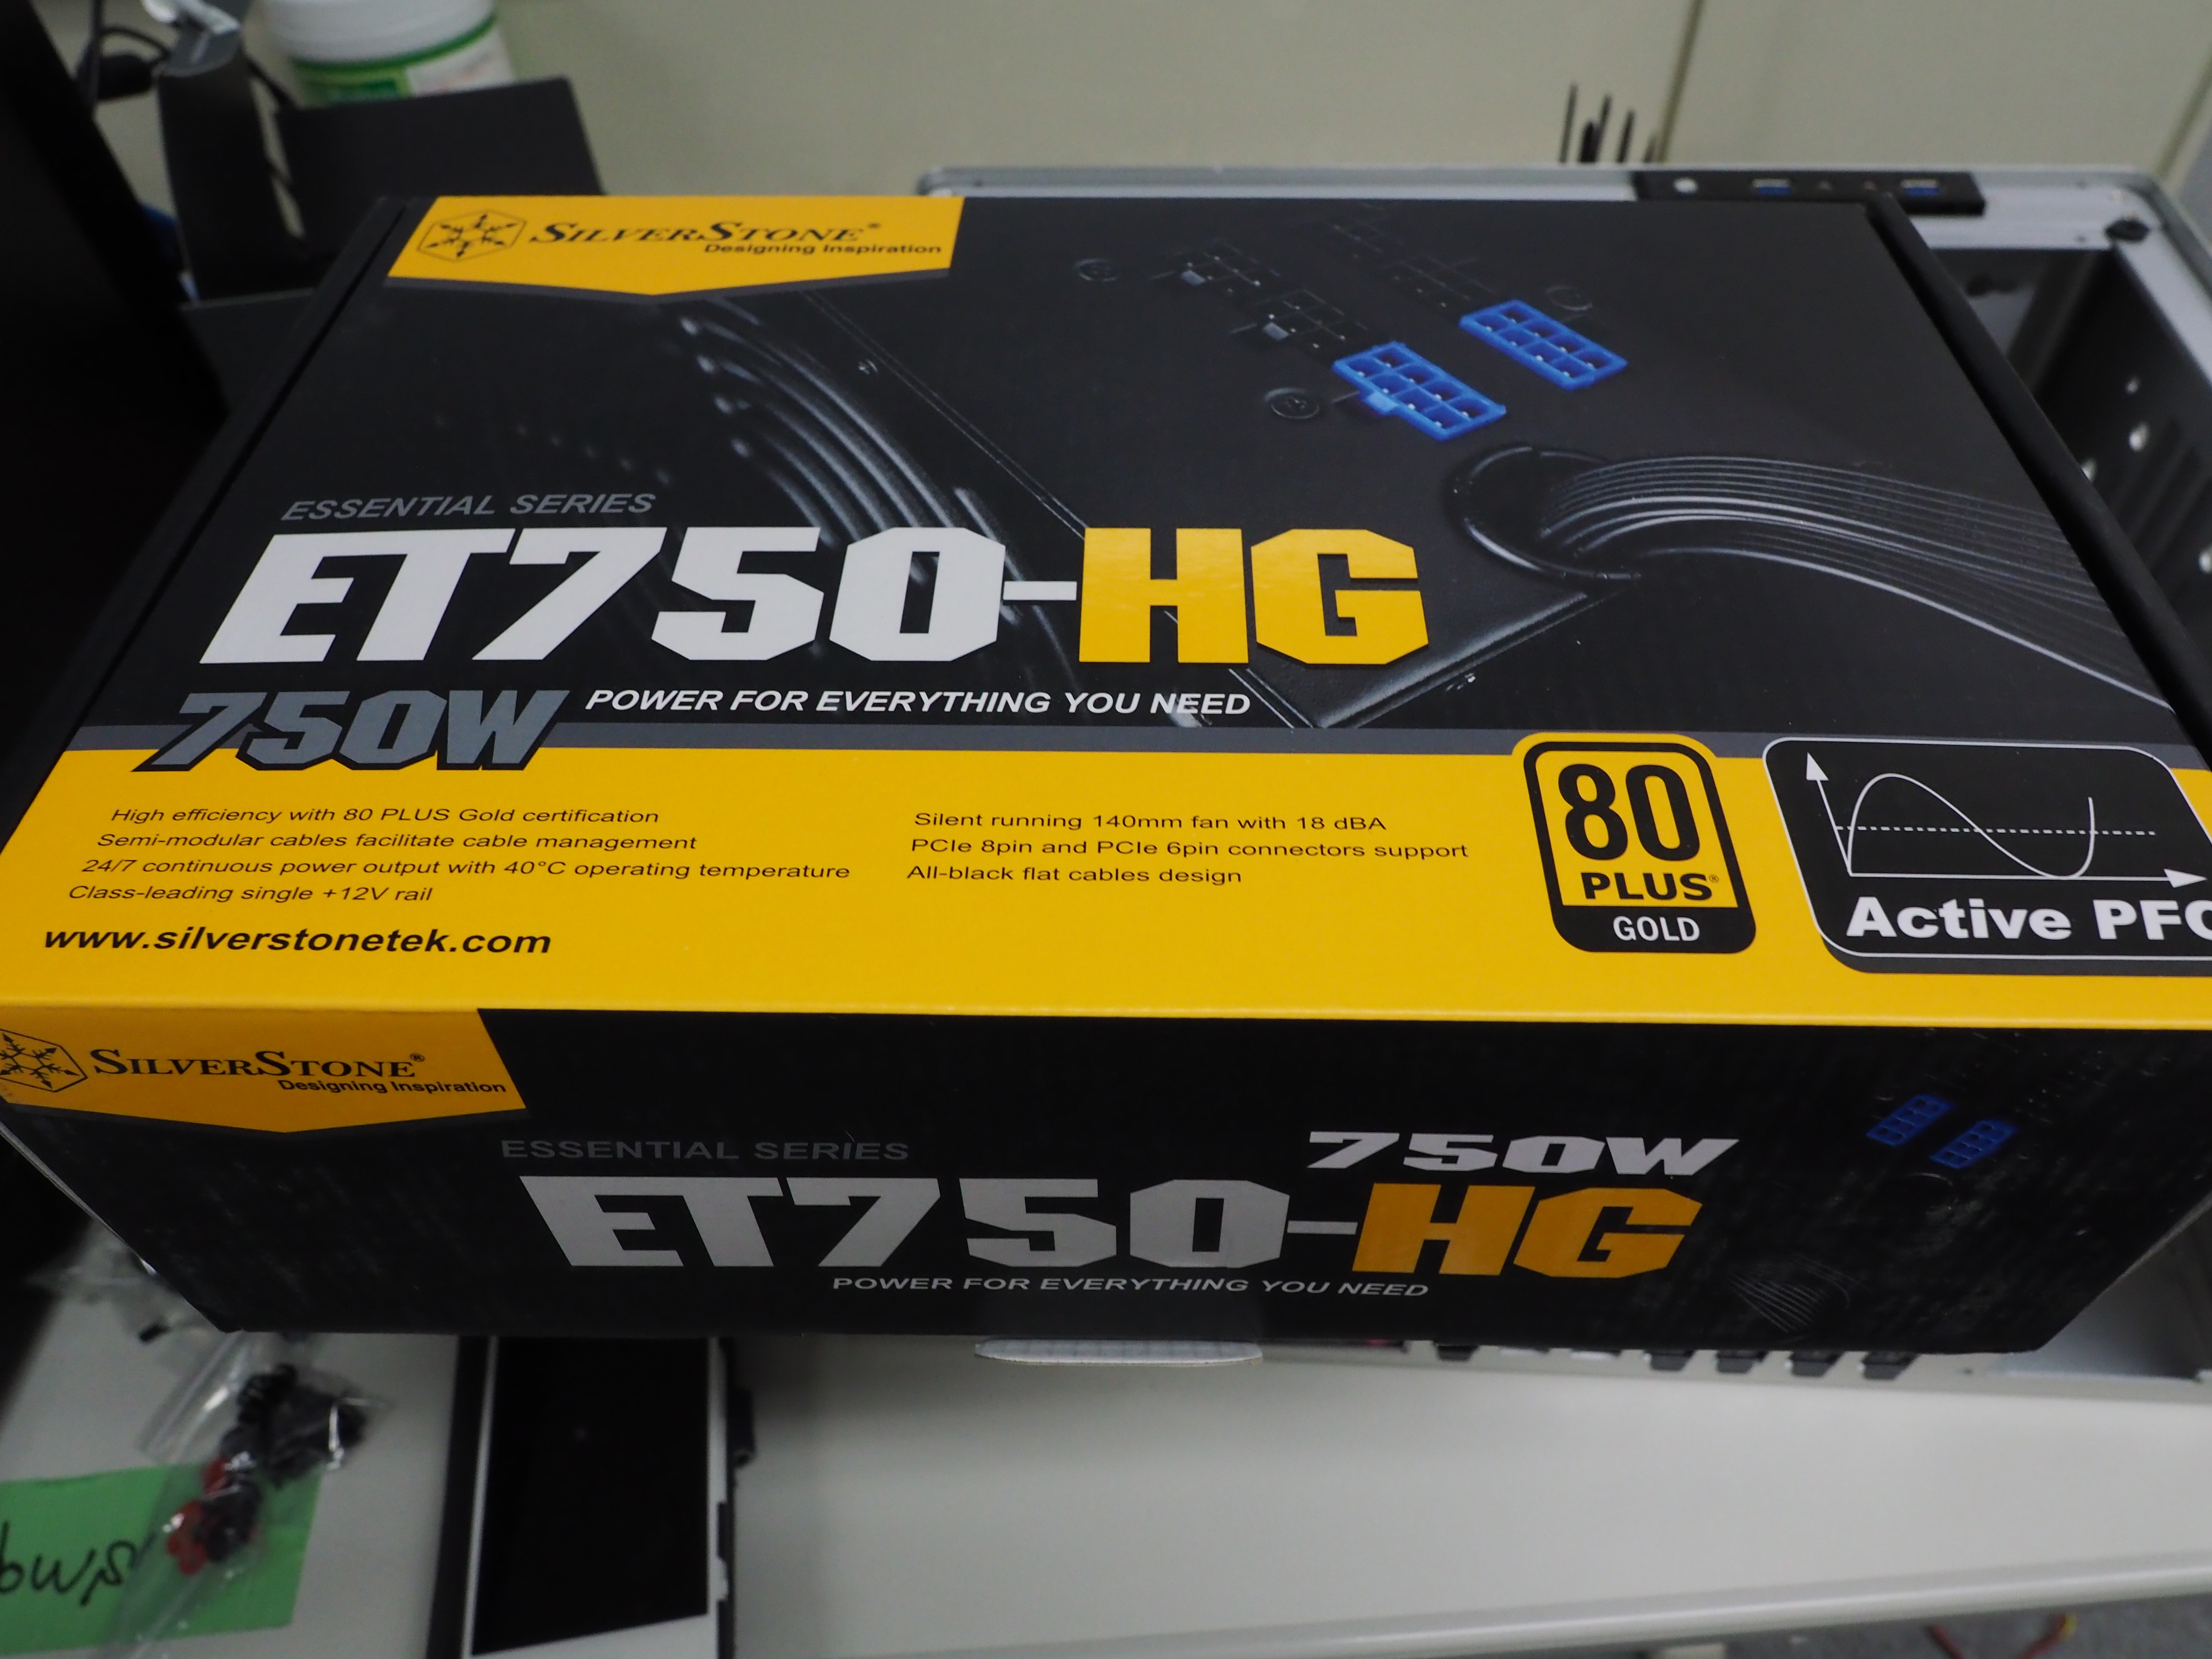 SILVERSTONE®
Designing Inspiration
ESSENTIAL SERIES
ET750-HG
750W POWER FOR EVERYTHING YOU NEED
High efficiency with 80 PLUS Gold certification
Semi-modular cables facilitate cable management
24/7 continuous power output with 40°C operating temperature
Class-leading single +12V rail
Silent running 140mm fan with 18 dBA
PCIe 8pin and PCIe 6pin connectors support
All-black flat cables design
www.silverstonetek.com
80
PLUS®
GOLD
Active PFC
SILVERSTONE®
Designing Inspiration
ESSENTIAL SERIES
750W
ET750-HG
POWER FOR EVERYTHING YOU NEED